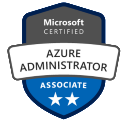 Microsoft
CERTIFIED
AZURE
ADMINISTRATOR
ASSOCIATE